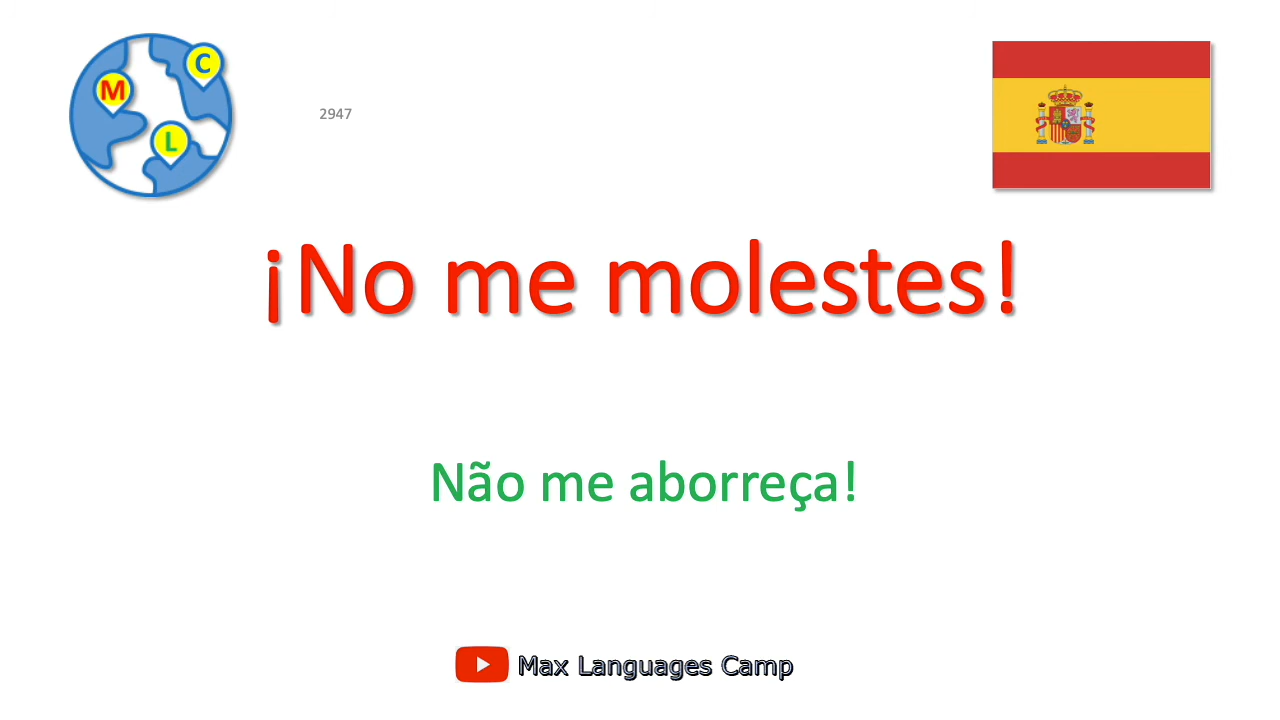 M
C
L
2947
¡No me molestes!
Não me aborreça!
Max Languages Camp